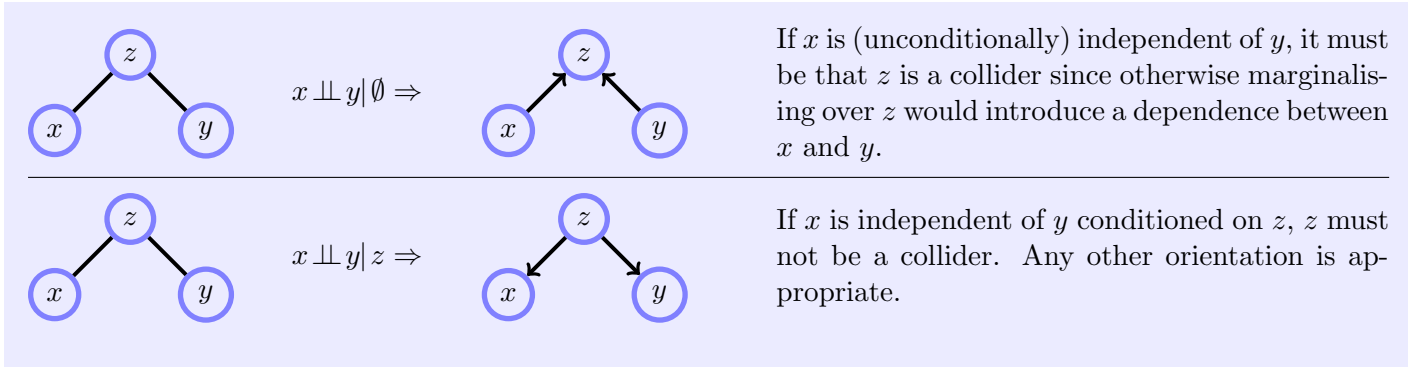 z
x
y
x ⫫ y| ∅ ⇒
z
x
y
If x is (unconditionally) independent of y, it must
be that z is a collider since otherwise marginalis-
ing over z would introduce a dependence between
x and y.
z
x
y
x ⫫ y| z ⇒
z
x
y
If x is independent of y conditioned on z, z must
not be a collider. Any other orientation is ap-
propriate.